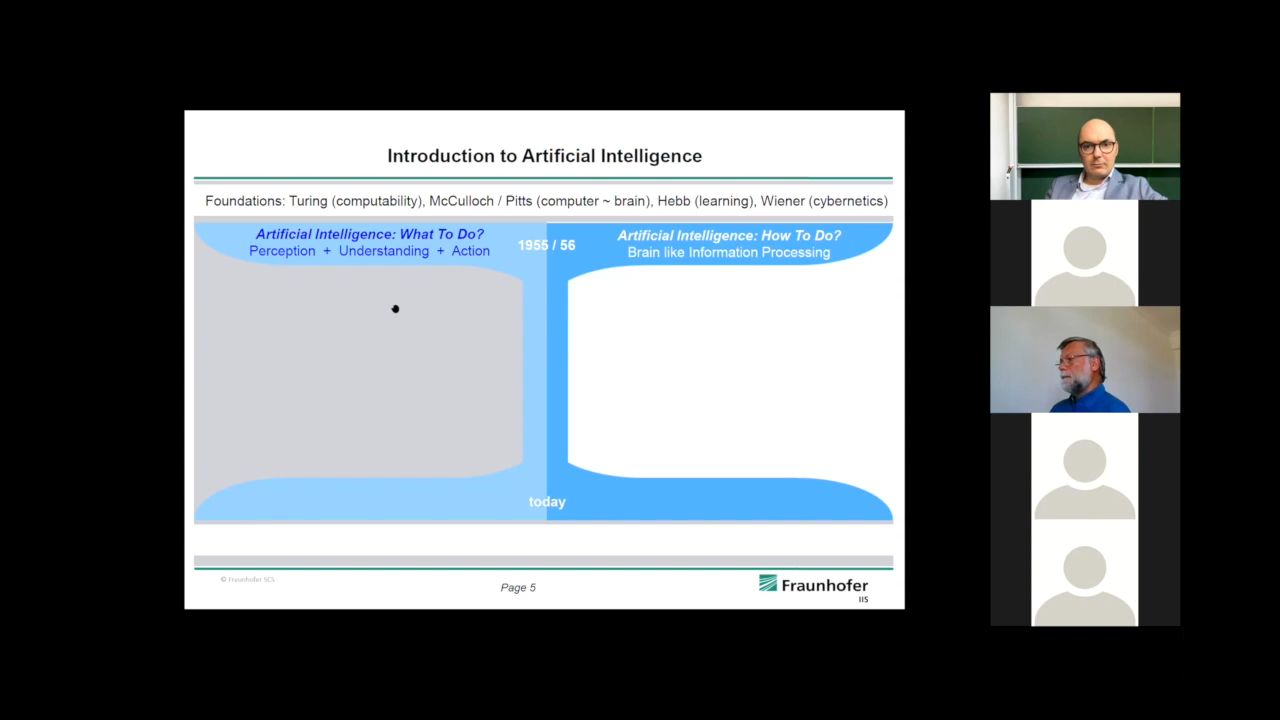 Introduction to Artificial Intelligence
Foundations: Turing (computability), McCulloch / Pitts (computer ~ brain), Hebb (learning), Wiener (cybernetics)
Artificial Intelligence: What To Do?
Perception + Understanding + Action
1955 / 56
Artificial Intelligence: How To Do?
Brain like Information Processing
today
© Fraunhofer SCS
Page 5
Fraunhofer
IIS